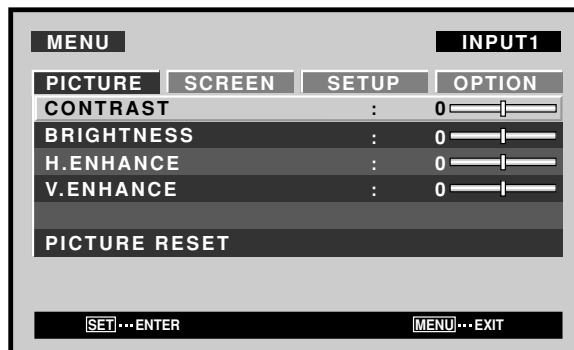 MENU INPUT1
PICTURE SCREEN SETUP OPTION
CONTRAST : 0
BRIGHTNESS : 0
H.ENHANCE : 0
V.ENHANCE : 0
PICTURE RESET
SET···ENTER MENU···EXIT